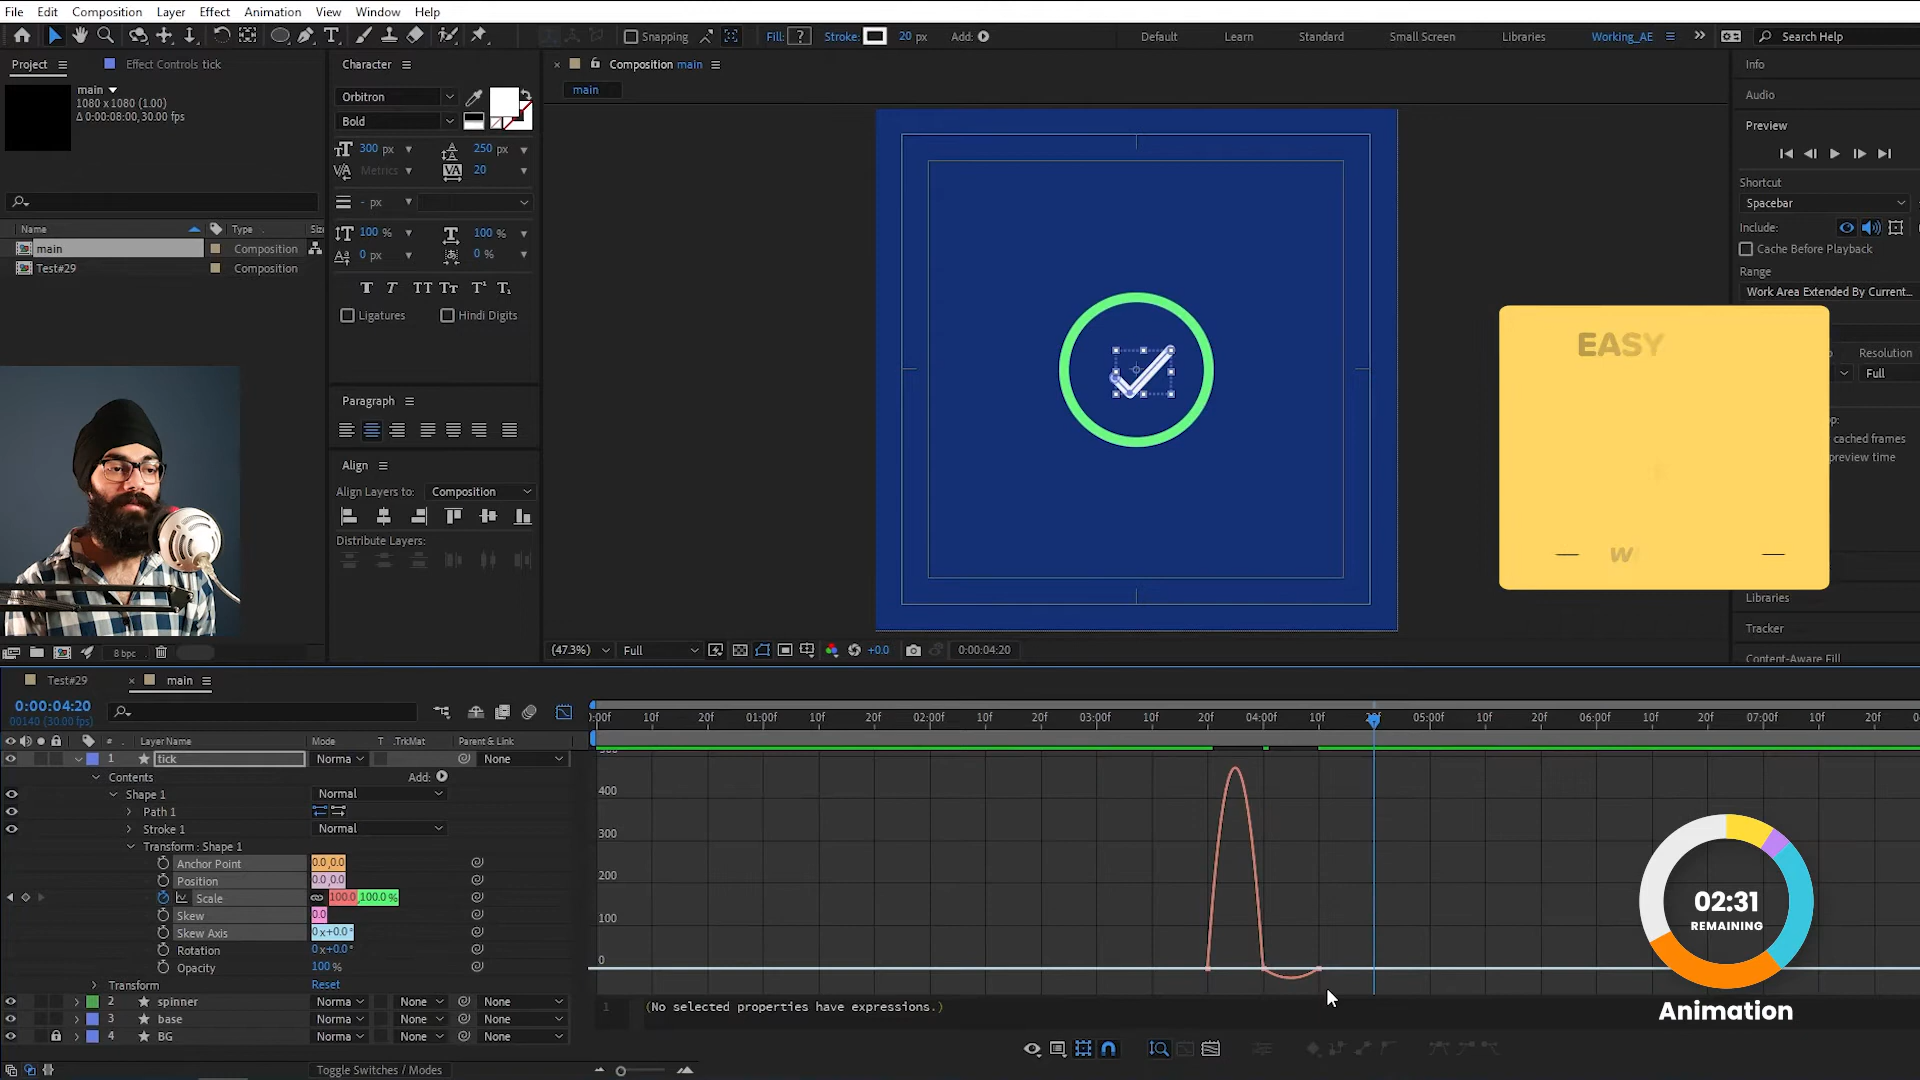 File Edit Composition Layer Effect Animation View Window Help
Snapping Fill: ? Stroke: 20 px Add: Default Learn Standard Small Screen Libraries Working_AE Search Help
Project Effect Controls tick Character Composition main Info
main
1080 x 1080 (1.00)
Δ 0:00:08:00, 30.00 fps
main
Orbitron
Bold
Audio
Preview
300 px 250 px
Metrics 20
- px
Shortcut
Spacebar
Name Type Size
main Composition
Test#29 Composition
100 % 100 %
0 px 0 %
Include:
Cache Before Playback
Range
Work Area Extended By Current...
Ligatures Hindi Digits
EASY
W
Resolution
Full
Paragraph
cached frames
preview time
Align
Align Layers to: Composition
Distribute Layers:
Libraries
Tracker
Content-Aware Fill
8 bpc
(47.3%) Full +0.0 0:00:04:20
Test#29 main
0:00:04:20
00140 (30.00 fps)
:00f 10f 20f 01:00f 10f 20f 02:00f 10f 20f 03:00f 10f 20f 04:00f 10f 05:00f 10f 20f 06:00f 10f 20f 07:00f 10f 20f
# Layer Name Mode T .TrkMat Parent & Link
1 tick Norma None
Contents Add:
Shape 1 Normal
Path 1
Stroke 1 Normal
Transform : Shape 1
Anchor Point 0.0,0.0
Position 0.0,0.0
Scale 100.0,100.0 %
Skew 0.0
Skew Axis 0 x+0.0 °
Rotation 0 x+0.0 °
Opacity 100 %
Transform Reset
2 spinner Norma None None
3 base Norma None None
4 BG Norma None None
400
300
200
100
0
1 (No selected properties have expressions.)
Toggle Switches / Modes
02:31
REMAINING
Animation